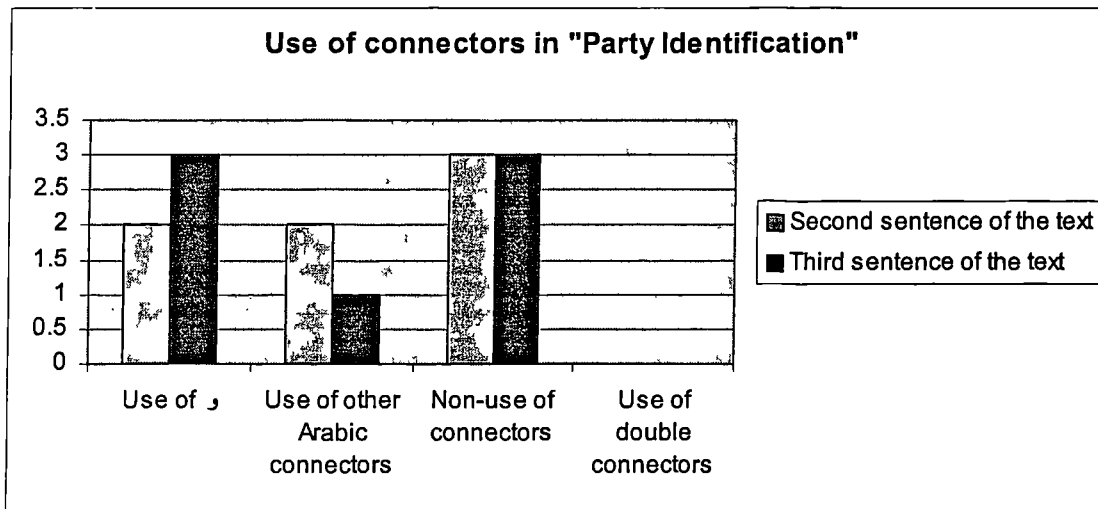 Use of connectors in "Party Identification"
3.5
3
2.5
2
1.5
1
0.5
0
Use of و
Use of other
Arabic
connectors
Non-use of
connectors
Use of
double
connectors
Second sentence of the text
Third sentence of the text